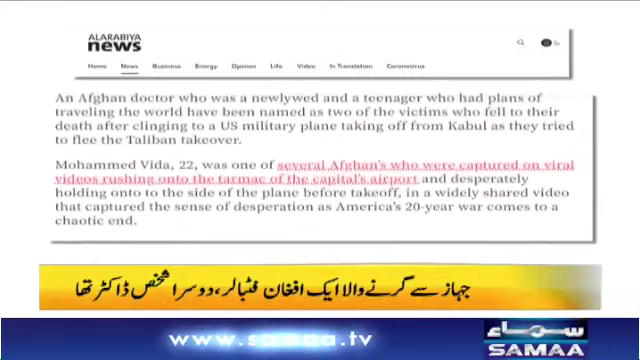 ALARABIYA
news
Home News Business Energy Opinion Life Video In Translation Coronavirus
An Afghan doctor who was a newlywed and a teenager who had plans of
traveling the world have been named as two of the victims who fell to their
death after clinging to a US military plane taking off from Kabul as they tried
to flee the Taliban takeover.
Mohammed Vida, 22, was one of several Afghan's who were captured on viral
videos rushing onto the tarmac of the capital's airport and desperately
holding onto to the side of the plane before takeoff, in a widely shared video
that captured the sense of desperation as America's 20-year war comes to a
chaotic end.
جہاز سے گرنے والا ایک افغان فٹبالر، دوسرا شخص ڈاکٹر تھا
www.samaa.tv
سماء
SAMAA